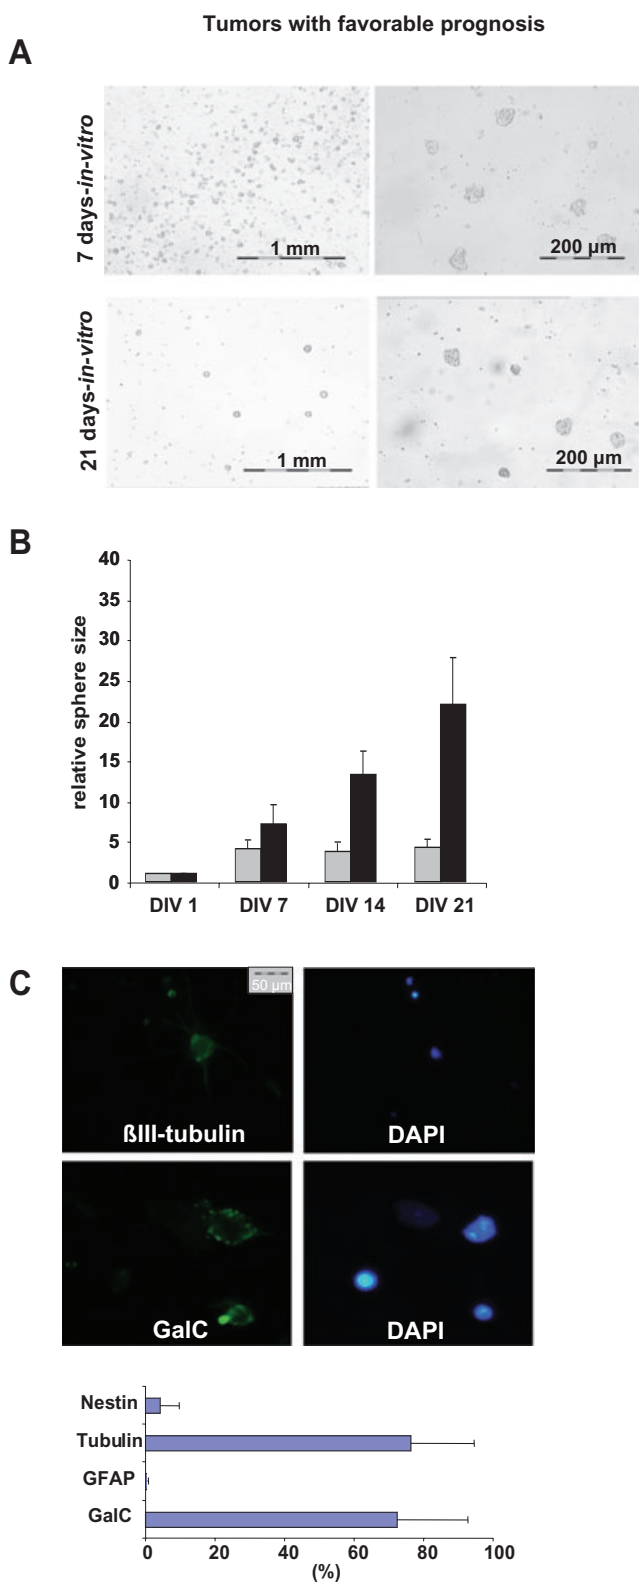 Tumors with favorable prognosis
A
7 days-in-vitro
1 mm
200 µm
21 days-in-vitro
1 mm
200 µm
B
relative sphere size
40
35
30
25
20
15
10
5
0
DIV 1 DIV 7 DIV 14 DIV 21
C
50 µm
ßIII-tubulin
DAPI
GalC
DAPI
Nestin
Tubulin
GFAP
GalC
0 20 40 60 80 100
(%)